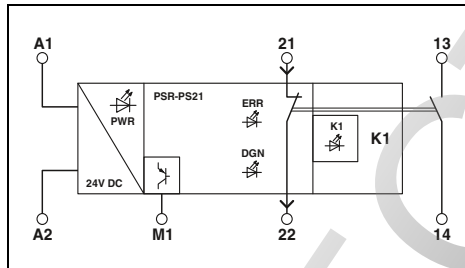 A1 21 13
PSR-PS21
ERR
PWR
K1 K1
DGN
24V DC
A2 M1 22 14